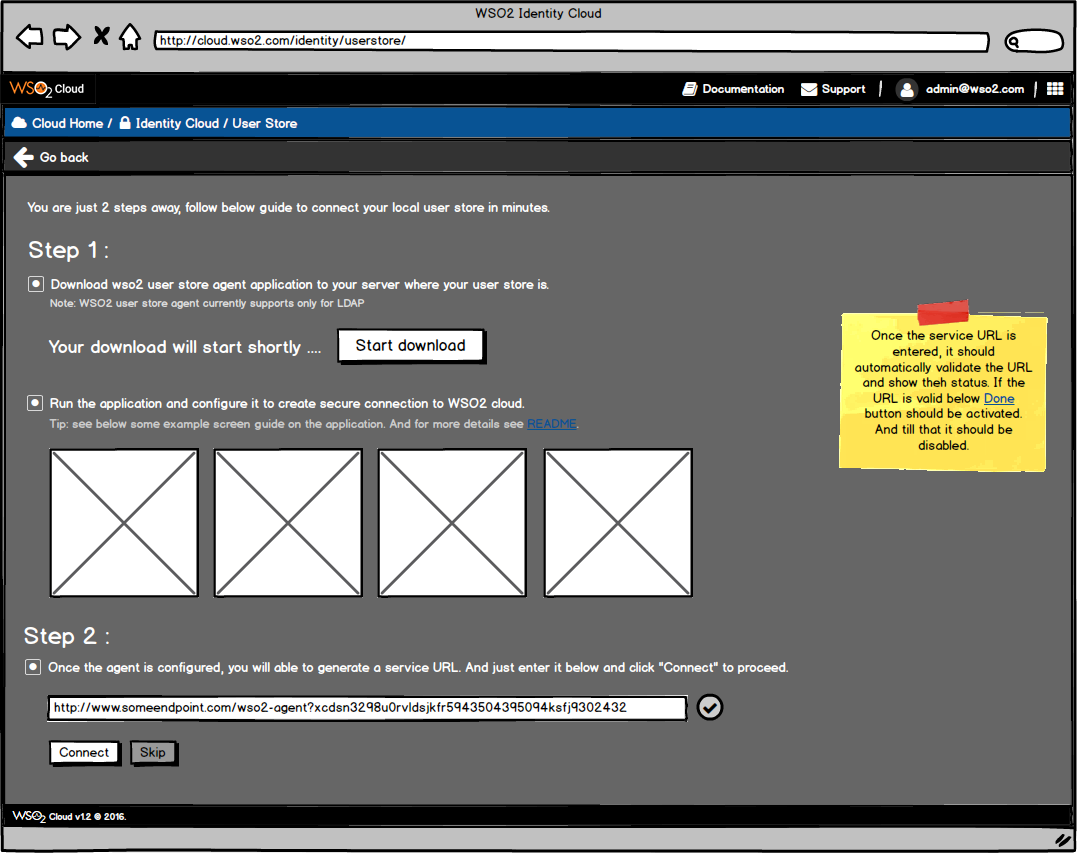 WSO2 Identity Cloud
http://cloud.wso2.com/identity/userstore/
WSO2 Cloud
Documentation
Support
|
admin@wso2.com
|
Cloud Home / Identity Cloud / User Store
Go back
You are just 2 steps away, follow below guide to connect your local user store in minutes.
Step 1 :
Download wso2 user store agent application to your server where your user store is.
Note: WSO2 user store agent currently supports only for LDAP
Your download will start shortly ....
Start download
Once the service URL is
entered, it should
automatically validate the URL
and show theh status. If the
URL is valid below Done
button should be activated.
And till that it should be
disabled.
Run the application and configure it to create secure connection to WSO2 cloud.
Tip: see below some example screen guide on the application. And for more details see README.
Step 2 :
Once the agent is configured, you will able to generate a service URL. And just enter it below and click "Connect" to proceed.
http://www.someendpoint.com/wso2-agent?xcdsn3298u0rvldsjkfr5943504395094ksfj9302432
Connect
Skip
WSO2 Cloud v1.2 © 2016.